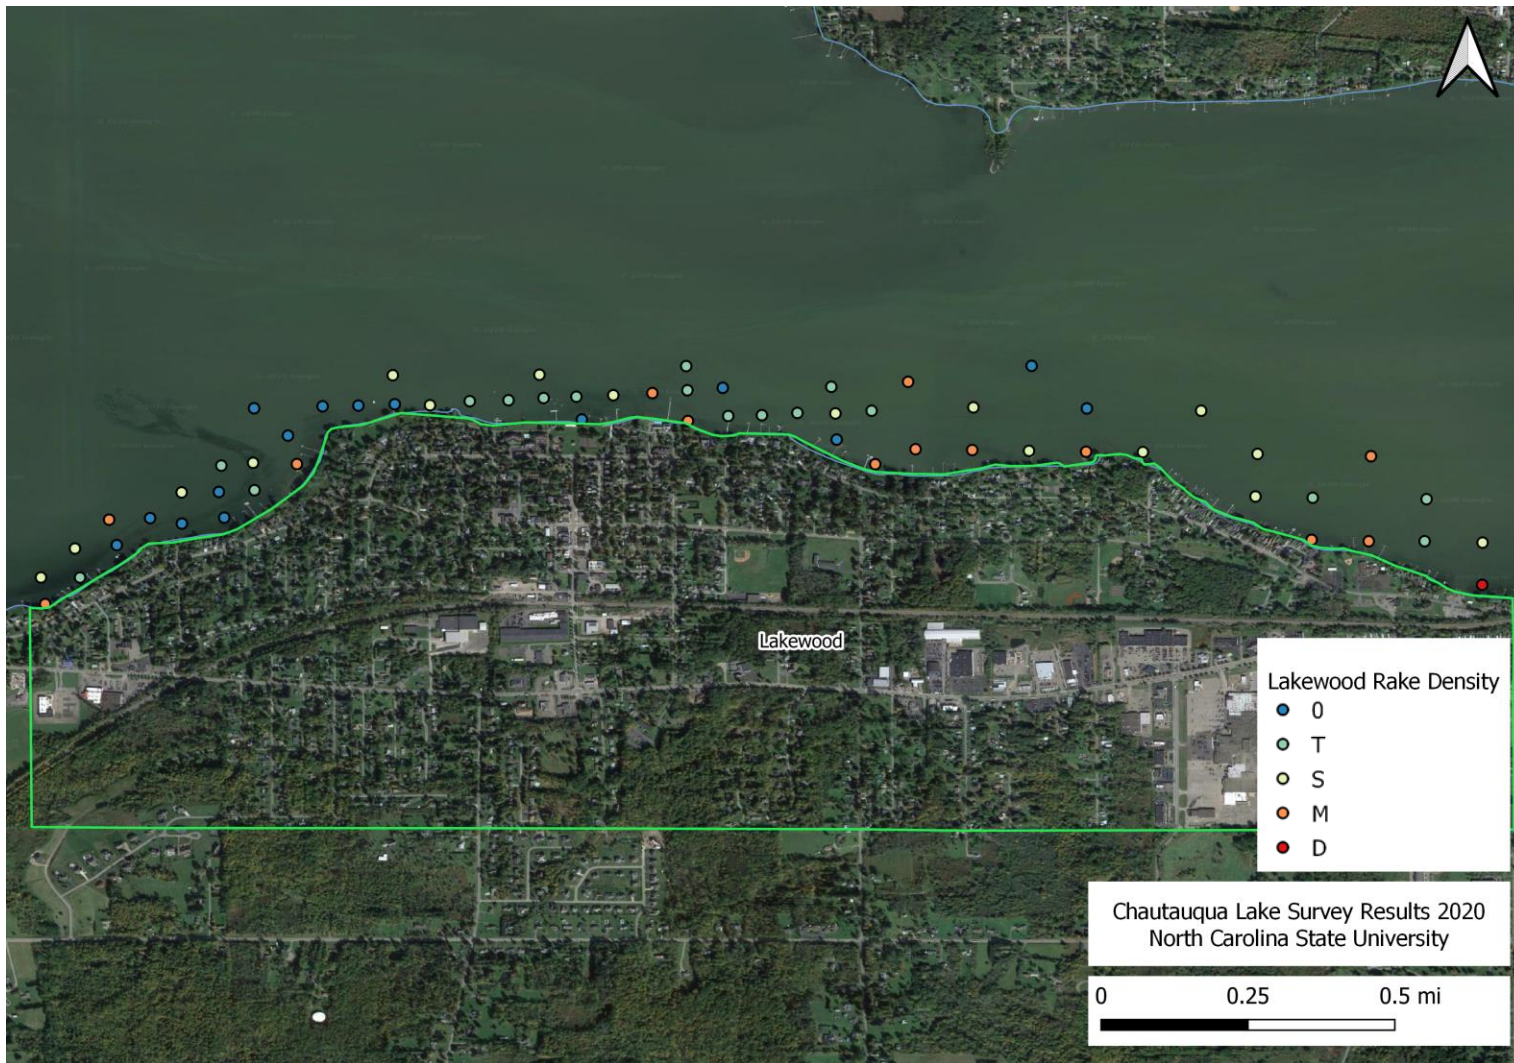 Lakewood
Lakewood Rake Density
0
T
S
M
D
Chautauqua Lake Survey Results 2020
North Carolina State University
0 0.25 0.5 mi